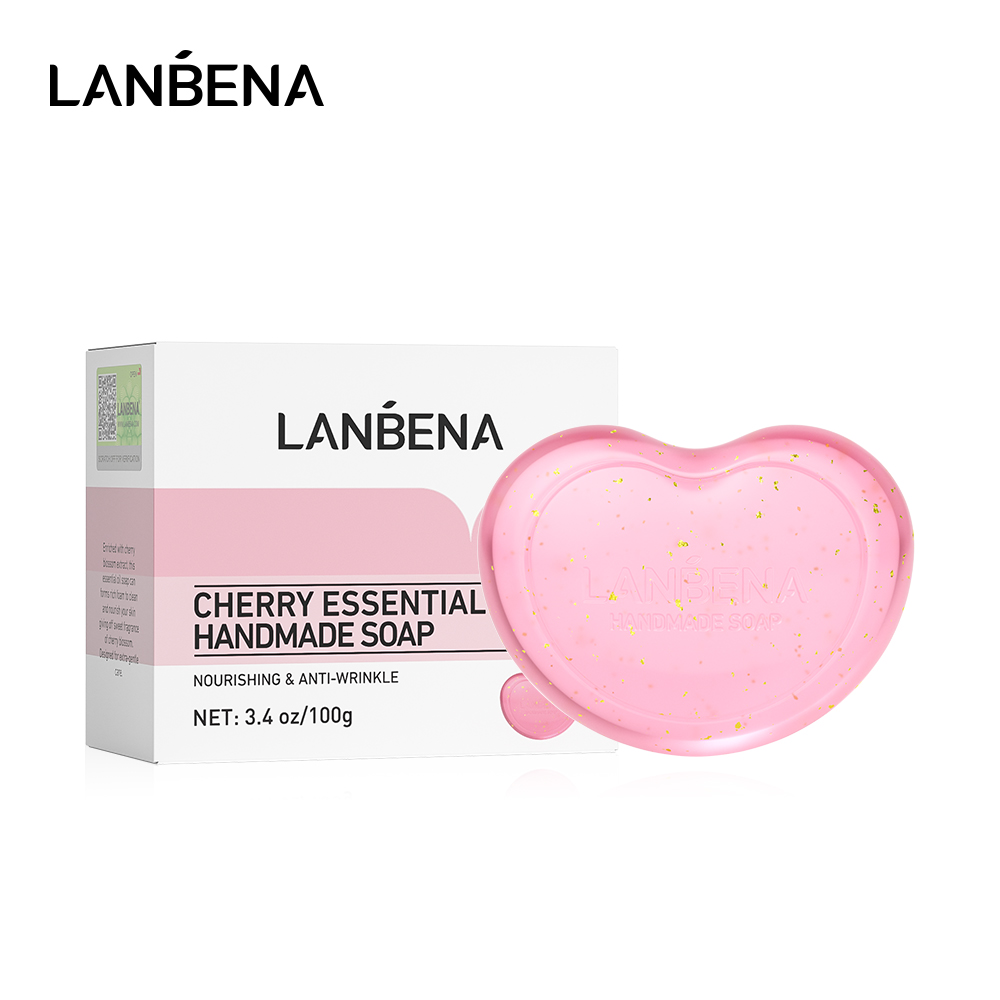 LANBENA
LANBENA
LANBENA
Enriched with cherry
blossom extract, this
essential oil soap can
forms rich foam to clean
and nourish your skin
giving off sweet fragrance
of cherry blossom.
Designed for extra-gentle
care.
CHERRY ESSENTIAL
HANDMADE SOAP
NOURISHING & ANTI-WRINKLE
NET: 3.4 oz/100g
LANBENA
HANDMADE SOAP